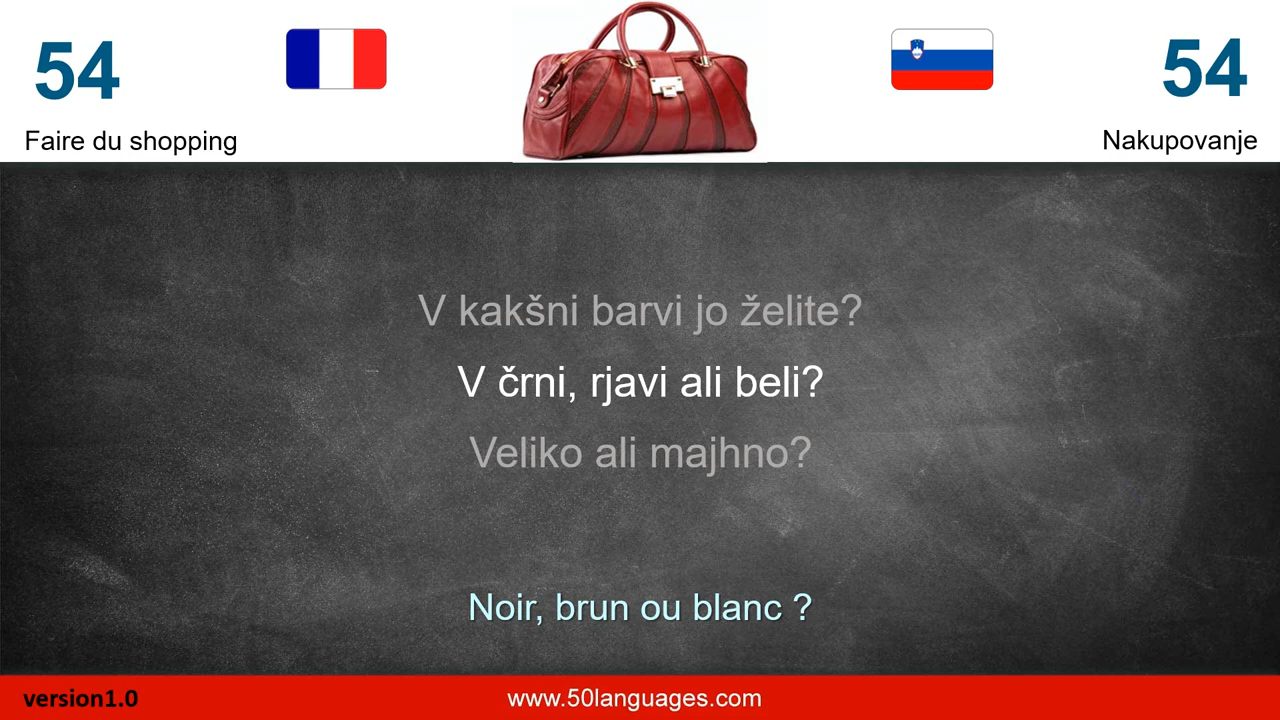 54
54
Faire du shopping
Nakupovanje
V kakšni barvi jo želite?
V črni, rjavi ali beli?
Veliko ali majhno?
Noir, brun ou blanc ?
version1.0
www.50languages.com